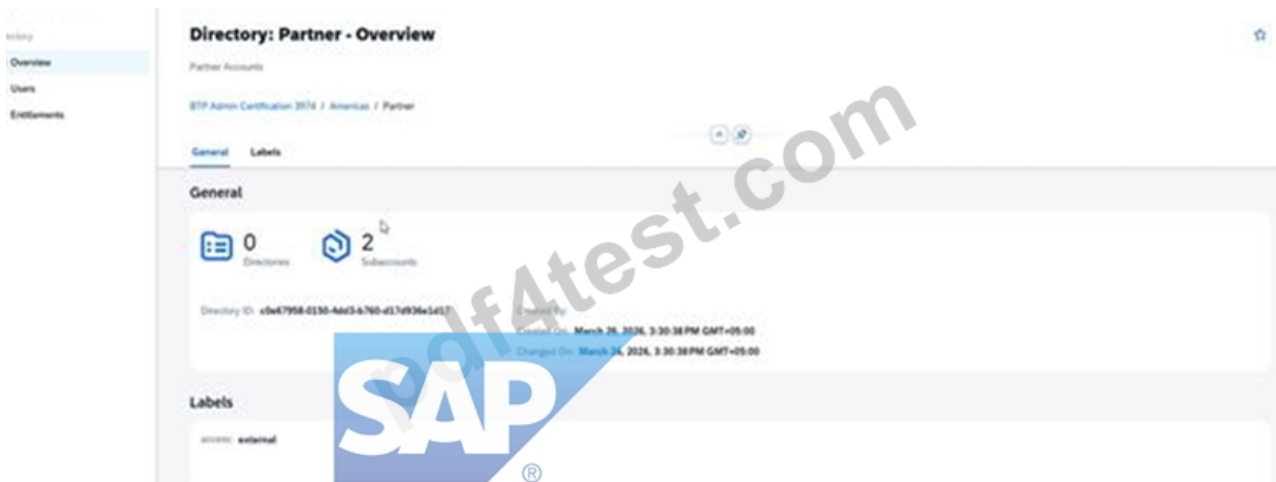 Directory: Partner - Overview
Overview
Partner Accounts
Users
Entitlements
BTP Admin Certification 3974 / Americas / Partner
General Labels
General
0
Directories
2
Subaccounts
Directory ID:
Created By:
Created On: March 26, 2026, 3:30:38 PM GMT+05:00
Changed On: March 26, 2026, 3:30:38 PM GMT+05:00
Labels
access: external
pdf4test.com
SAP
®